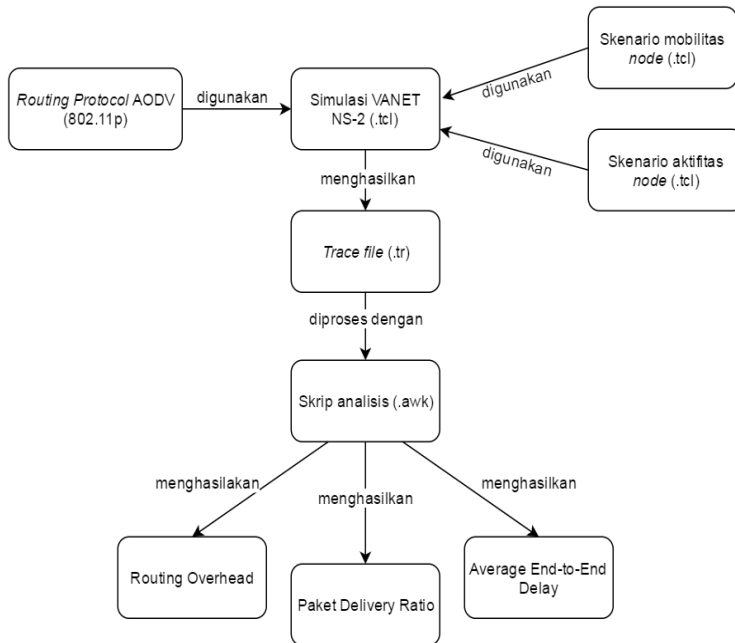 Skenario mobilitas
node (.tcl)
Routing Protocol AODV
(802.11p)
digunakan
Simulasi VANET
NS-2 (.tcl)
digunakan
digunakan
Skenario aktifitas
node (.tcl)
menghasilkan
Trace file (.tr)
diproses dengan
Skrip analisis (.awk)
menghasilakan
menghasilkan
menghasilkan
Routing Overhead
Paket Delivery Ratio
Average End-to-End
Delay